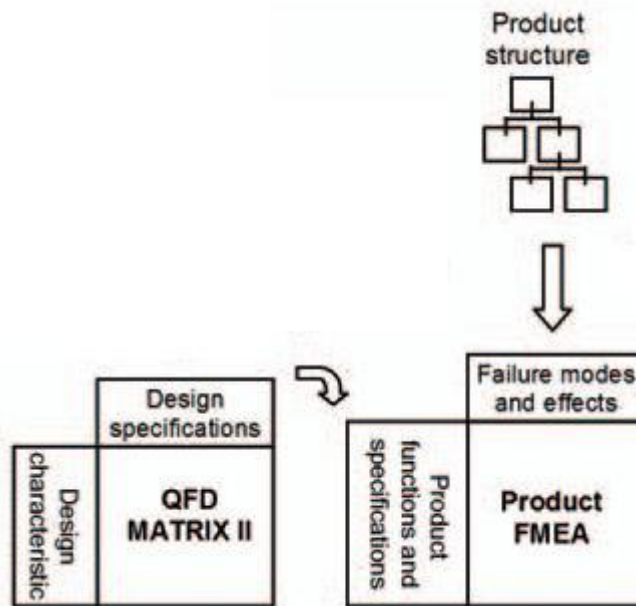 Product
structure
Failure modes
and effects
Design
specifications
Design
characteristic
QFD
MATRIX II
Product
functions and
specifications
Product
FMEA